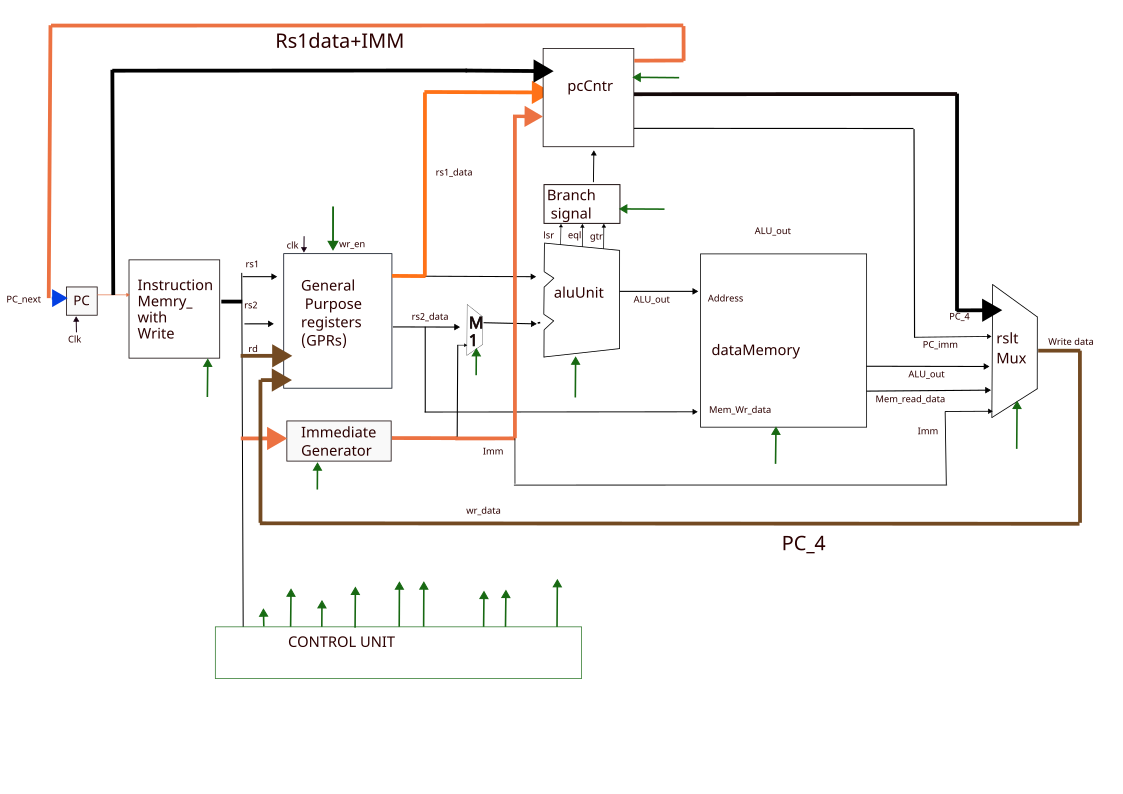 Rs1data+IMM
pcCntr
rs1_data
Branch
signal
lsr
eql
gtr
ALU_out
clk
wr_en
rs1
Instruction
Memry_
with
Write
General
Purpose
registers
(GPRs)
aluUnit
PC_next
PC
rs2
rs2_data
M
1
ALU_out
Address
PC_4
Clk
rd
dataMemory
PC_imm
rslt
Mux
Write data
ALU_out
Mem_read_data
Mem_Wr_data
Immediate
Generator
Imm
Imm
wr_data
PC_4
CONTROL UNIT